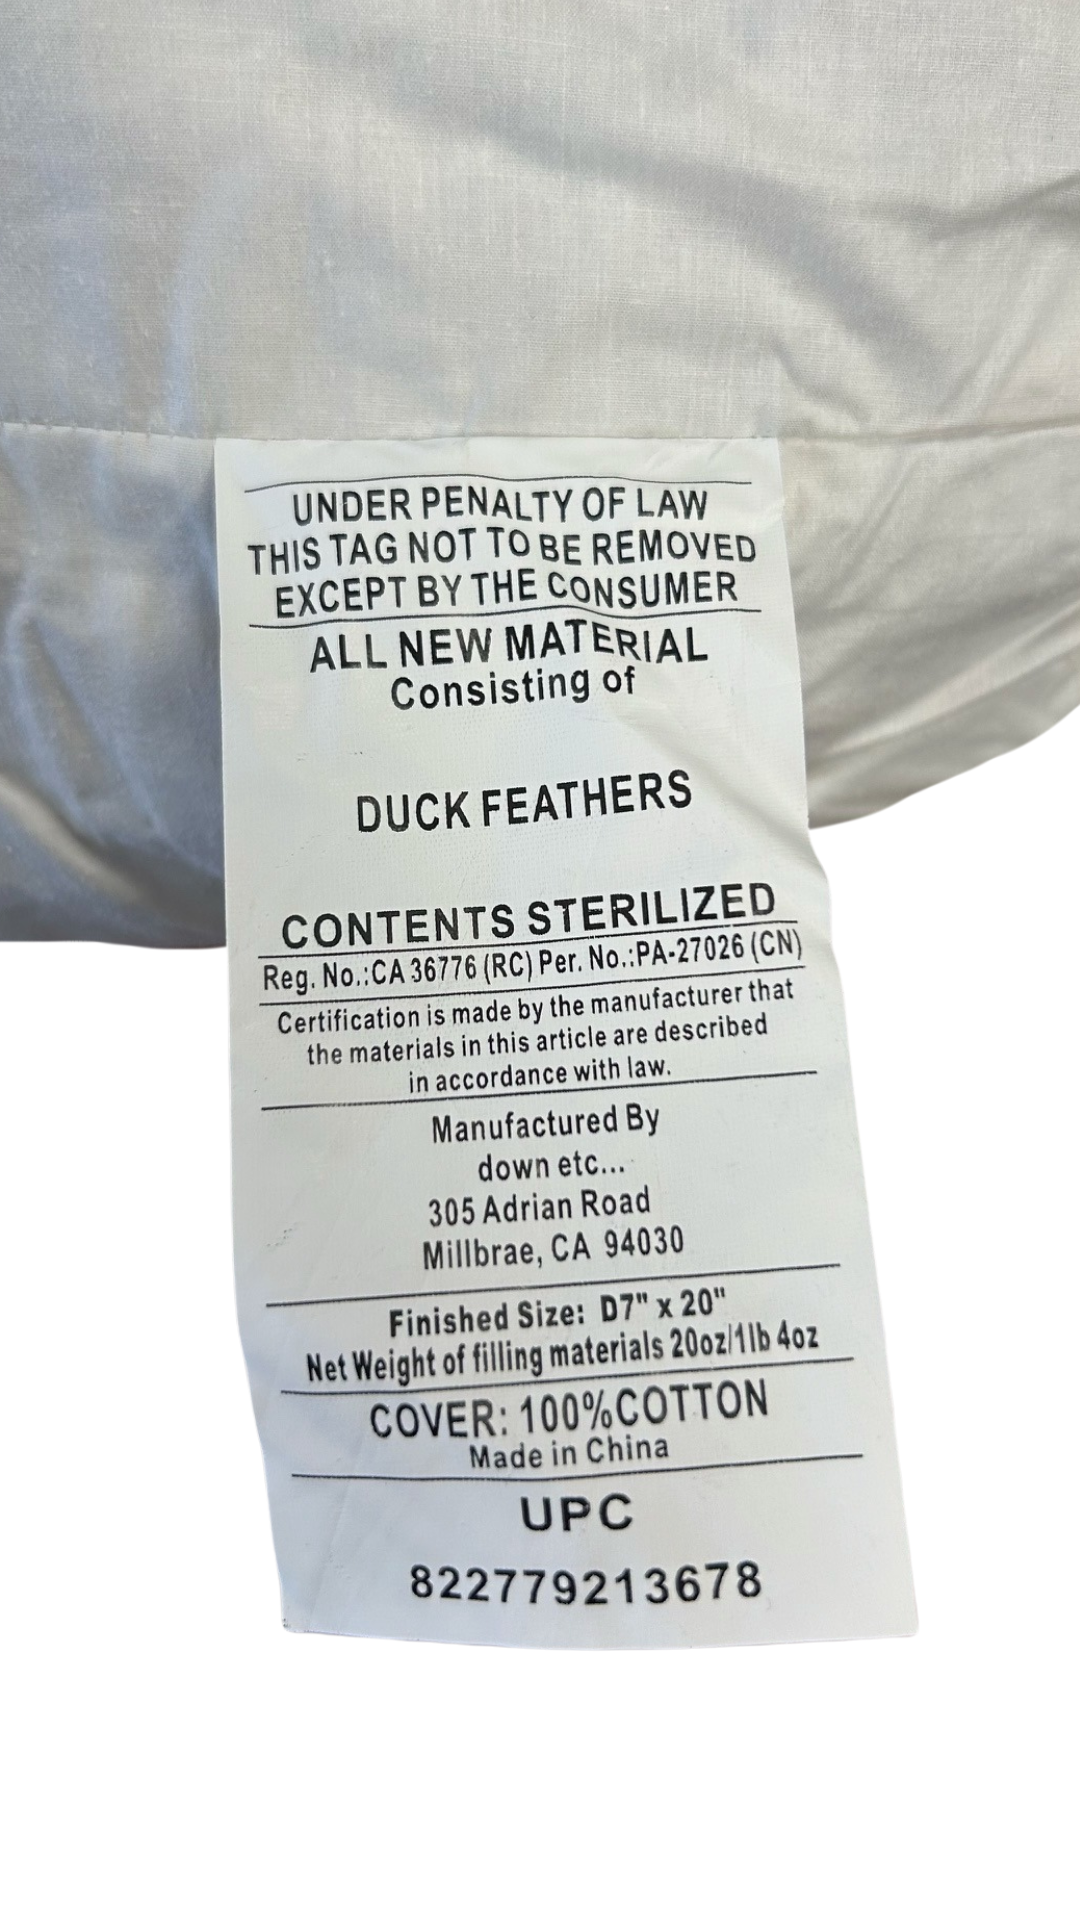 UNDER PENALTY OF LAW
THIS TAG NOT TO BE REMOVED
EXCEPT BY THE CONSUMER
ALL NEW MATERIAL
Consisting of
DUCK FEATHERS
CONTENTS STERILIZED
Reg. No.:CA 36776 (RC) Per. No.:PA-27026 (CN)
Certification is made by the manufacturer that
the materials in this article are described
in accordance with law.
Manufactured By
down etc...
305 Adrian Road
Millbrae, CA 94030
Finished Size: D7" x 20"
Net Weight of filling materials 20oz/1lb 4oz
COVER: 100%COTTON
Made in China
UPC
822779213678